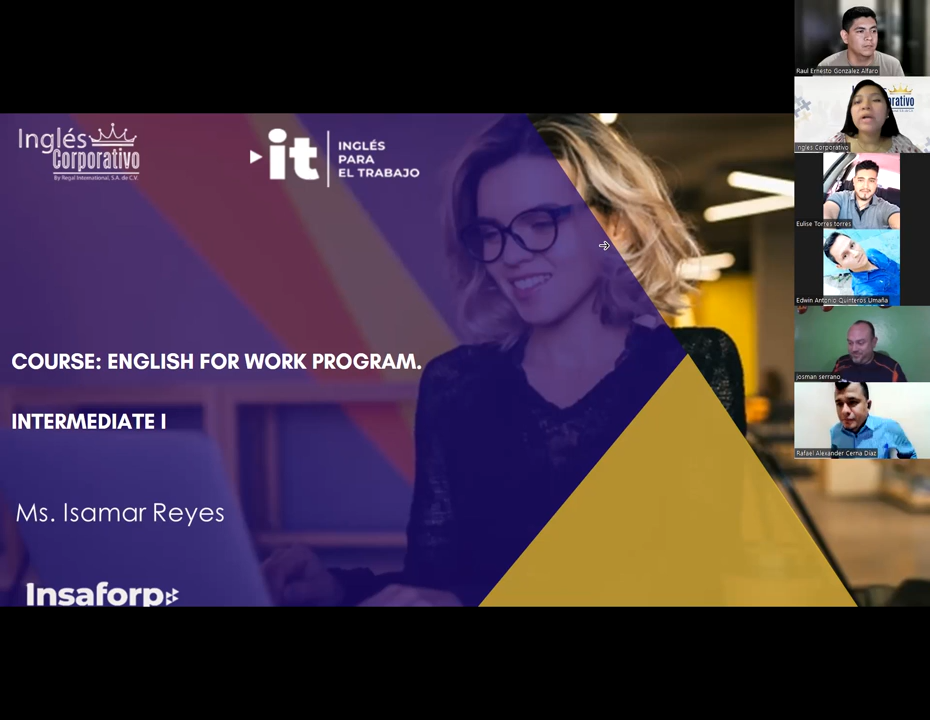 Inglés
Corporativo
By Regal International, S.A. de C.V.
it
INGLÉS
PARA
EL TRABAJO
COURSE: ENGLISH FOR WORK PROGRAM.
INTERMEDIATE I
Ms. Isamar Reyes
Insaforp
Raul Ernesto Gonzalez Alfaro
Ingles Corporativo
Eulise Torres torres
Edwin Antonio Quinteros Umaña
josman serrano
Rafael Alexander Cerna Diaz